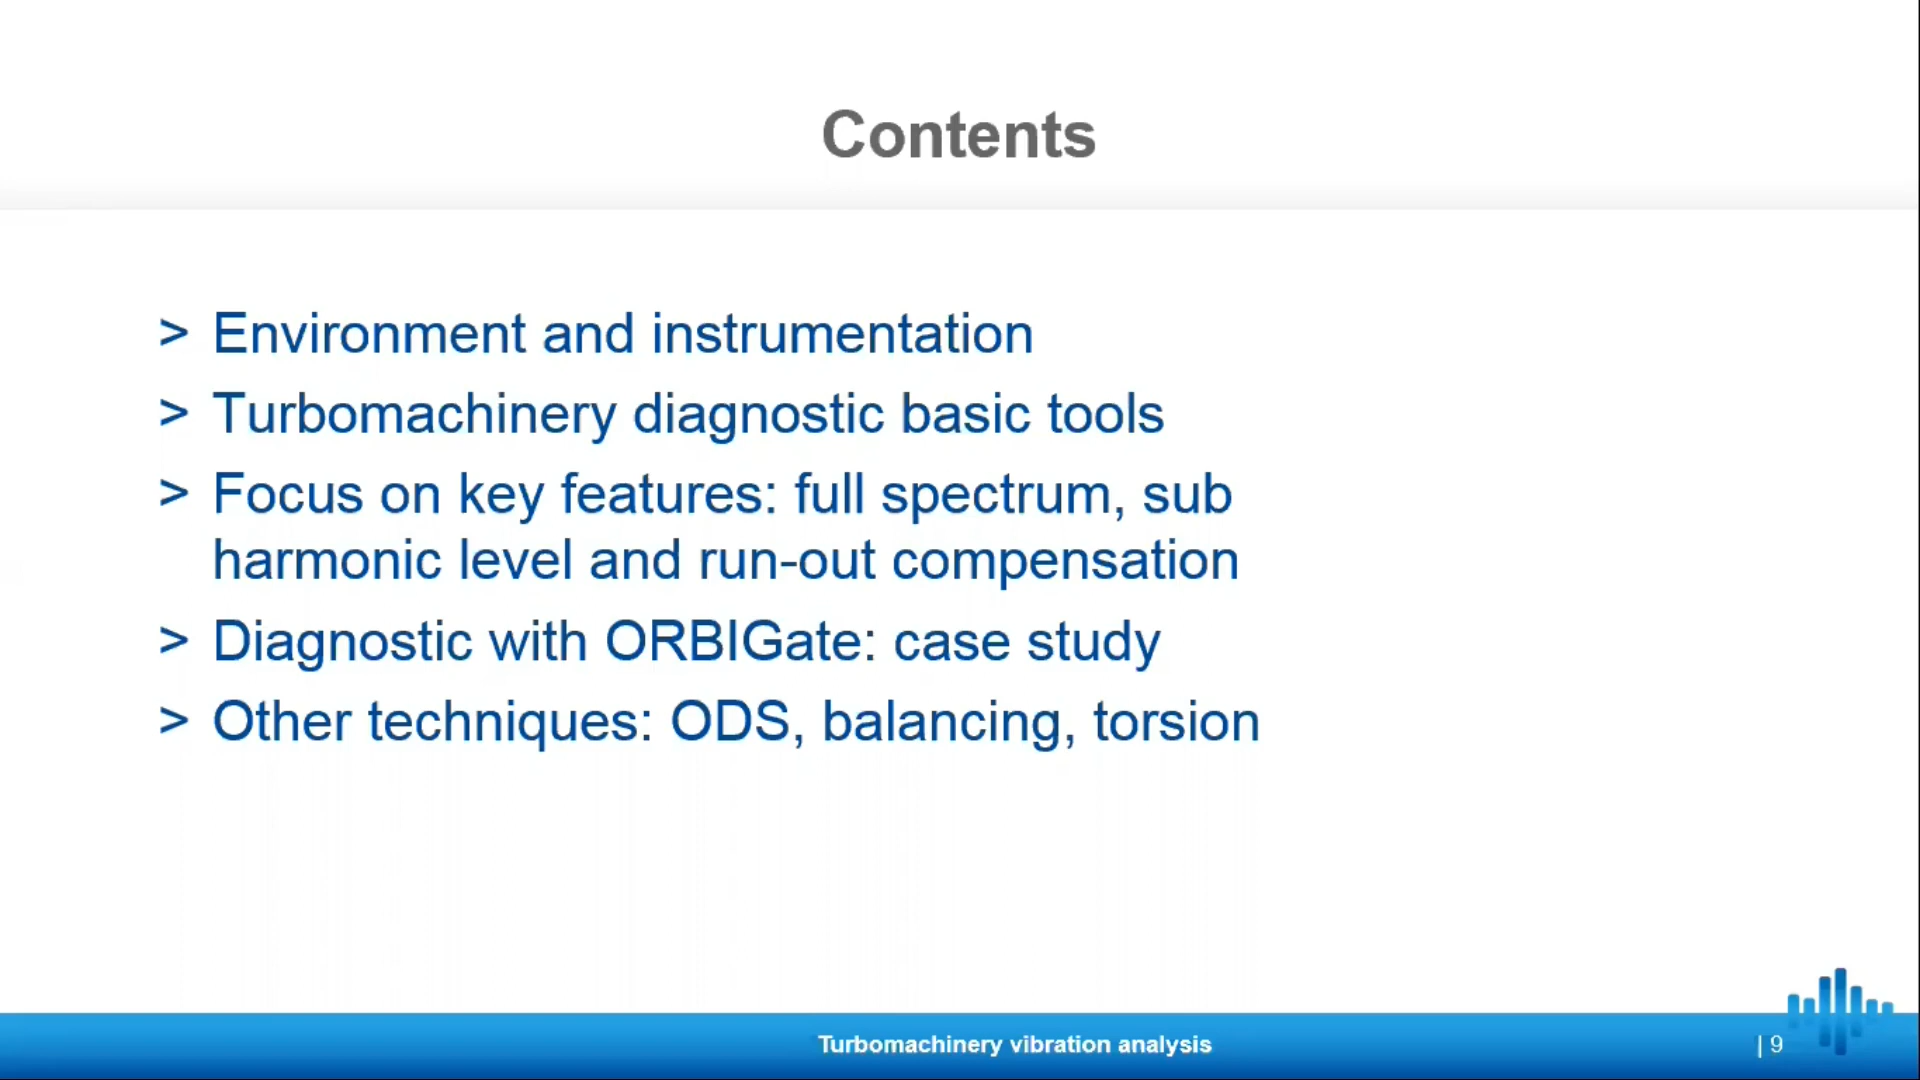 Contents
> Environment and instrumentation
> Turbomachinery diagnostic basic tools
> Focus on key features: full spectrum, sub
harmonic level and run-out compensation
> Diagnostic with ORBIGate: case study
> Other techniques: ODS, balancing, torsion
Turbomachinery vibration analysis
| 9